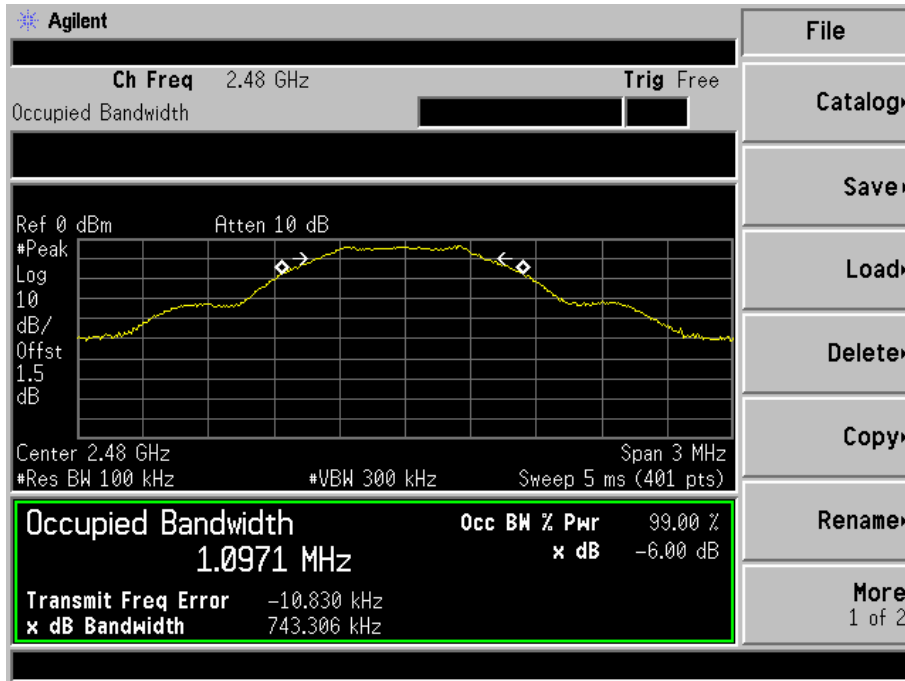 Agilent
File
Ch Freq 2.48 GHz Trig Free
Occupied Bandwidth
Catalog
Save
Ref 0 dBm Atten 10 dB
#Peak
Log
10
dB/
Offst
1.5
dB
Load
Delete
Copy
Center 2.48 GHz Span 3 MHz
#Res BW 100 kHz #VBW 300 kHz Sweep 5 ms (401 pts)
Occupied Bandwidth Occ BW % Pwr 99.00 %
1.0971 MHz x dB -6.00 dB
Rename
Transmit Freq Error -10.830 kHz
x dB Bandwidth 743.306 kHz
More
1 of 2